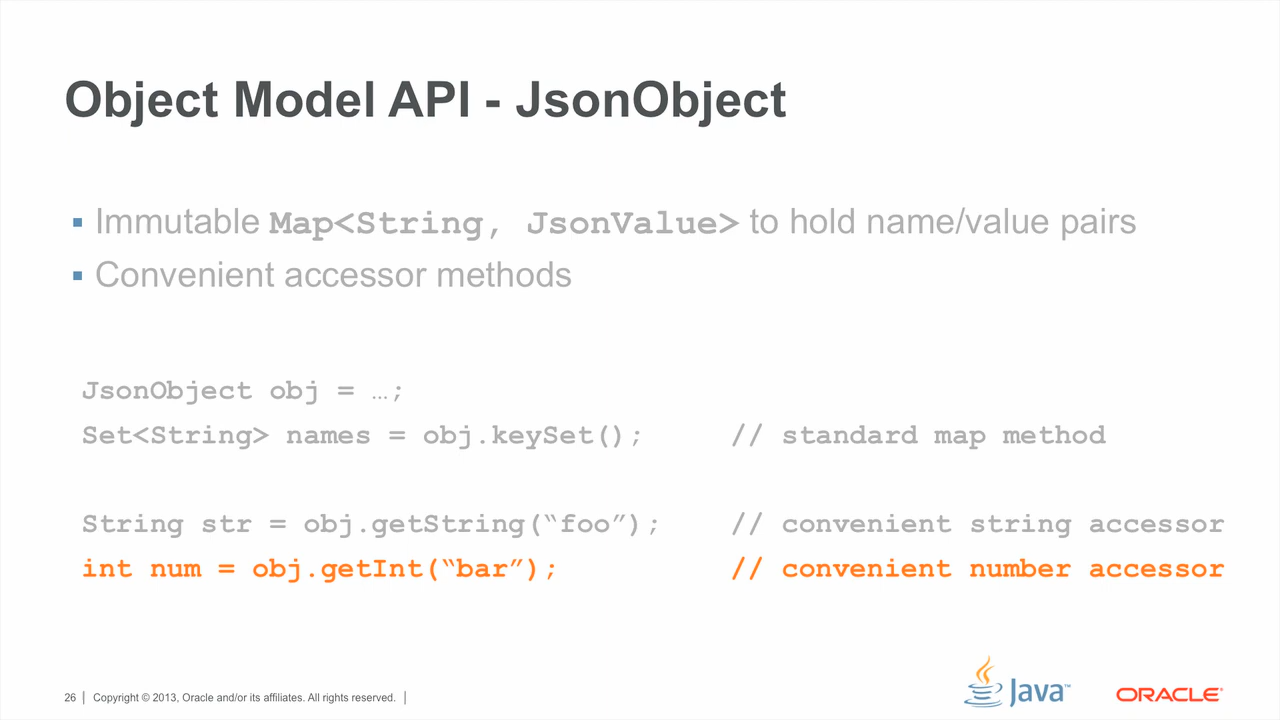 Object Model API - JsonObject
▪ Immutable Map<String, JsonValue> to hold name/value pairs
▪ Convenient accessor methods
JsonObject obj = …;
Set<String> names = obj.keySet(); // standard map method
String str = obj.getString(“foo”); // convenient string accessor
int num = obj.getInt(“bar”); // convenient number accessor
26 | Copyright © 2013, Oracle and/or its affiliates. All rights reserved. |
Java™
ORACLE®